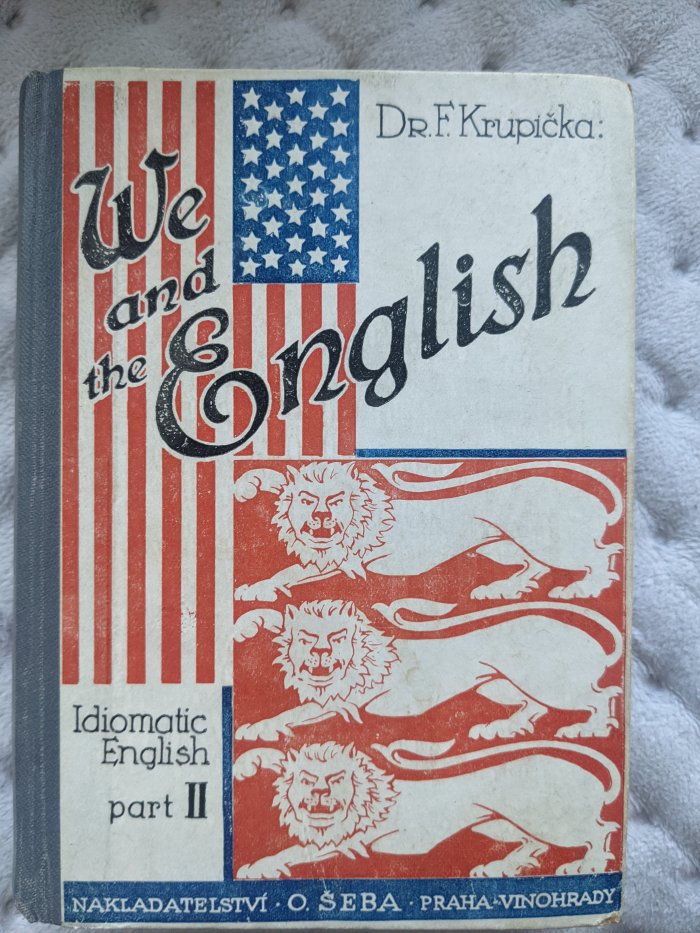 Dr. F. Krupička:
We
and
the English
Idiomatic
English
part II
NAKLADATELSTVÍ · O. ŠEBA · PRAHA-VINOHRADY